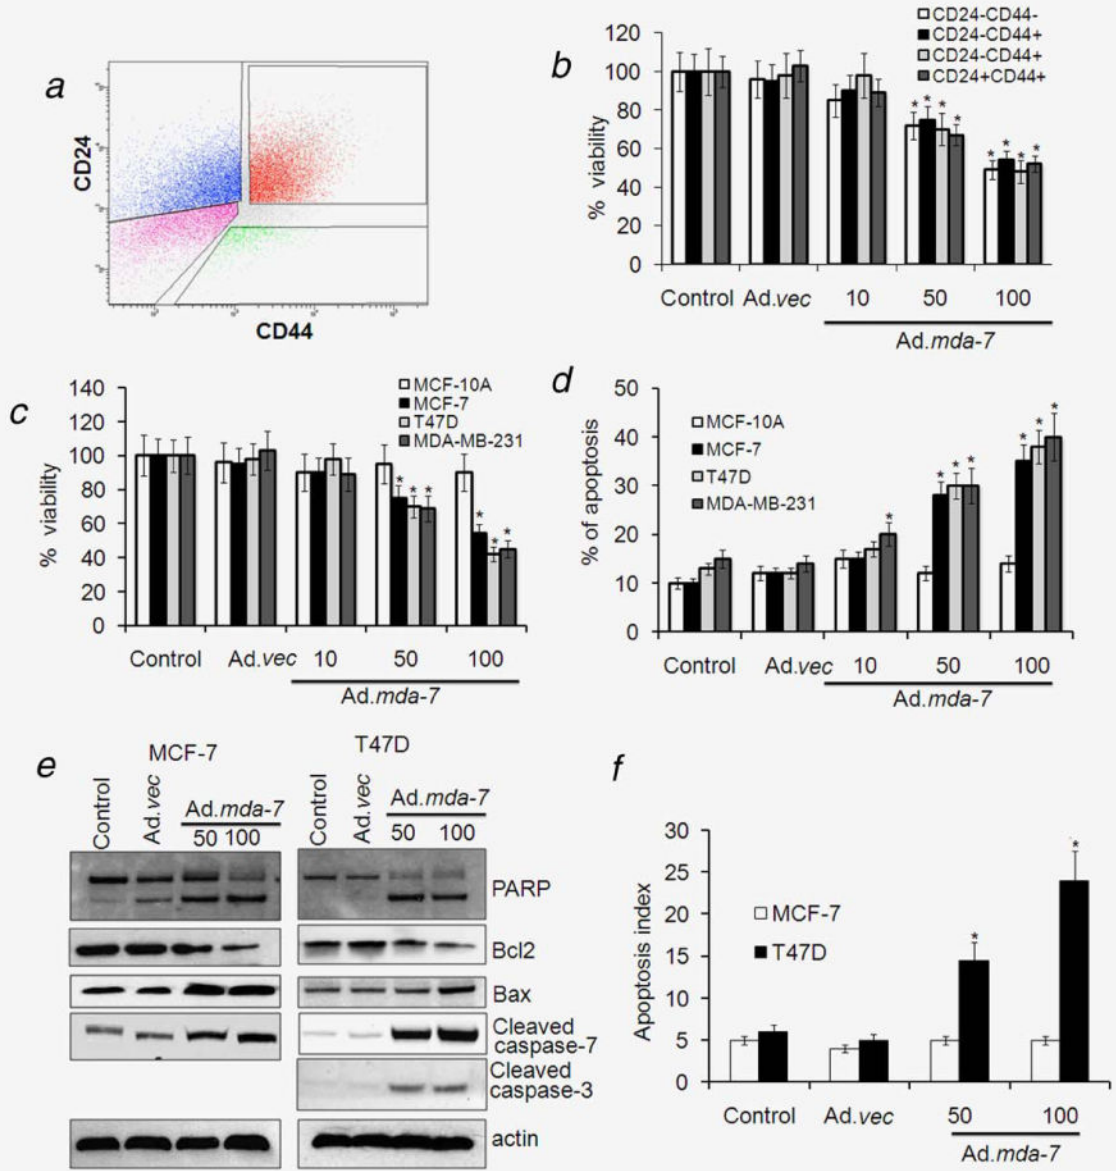 a
CD24
CD44
b
CD24-CD44-
CD24-CD44+
CD24-CD44+
CD24+CD44+
% viability
120
100
80
60
40
20
0
* * * *
* * * *
Control Ad.vec 10 50 100
Ad.mda-7
c
MCF-10A
MCF-7
T47D
MDA-MB-231
% viability
140
120
100
80
60
40
20
0
* * *
* * *
Control Ad.vec 10 50 100
Ad.mda-7
d
MCF-10A
MCF-7
T47D
MDA-MB-231
% of apoptosis
50
40
30
20
10
0
*
* * *
* * *
Control Ad.vec 10 50 100
Ad.mda-7
e
MCF-7
Control
Ad.vec
Ad.mda-7
50 100
T47D
Control
Ad.vec
Ad.mda-7
50 100
PARP
Bcl2
Bax
Cleaved
caspase-7
Cleaved
caspase-3
actin
f
MCF-7
T47D
Apoptosis index
30
25
20
15
10
5
0
*
*
Control Ad.vec 50 100
Ad.mda-7